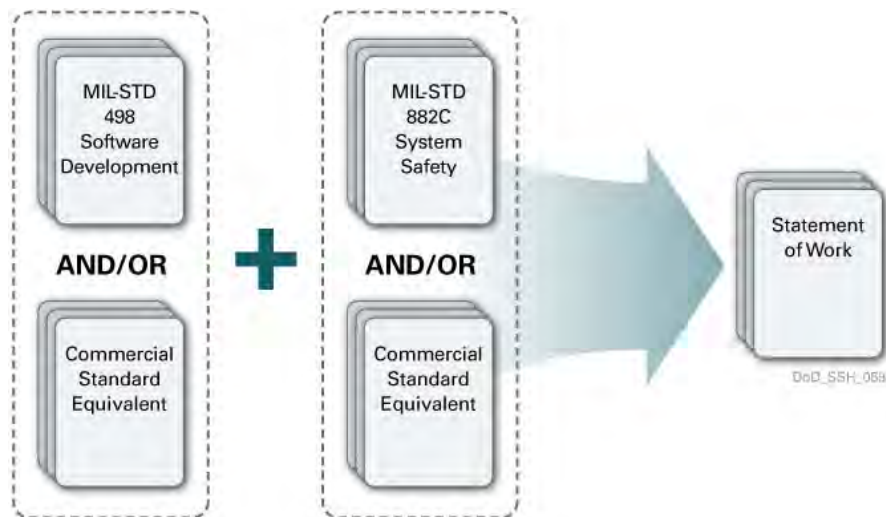 MIL-STD
498
Software
Development
AND/OR
Commercial
Standard
Equivalent
MIL-STD
882C
System
Safety
AND/OR
Commercial
Standard
Equivalent
Statement
of Work